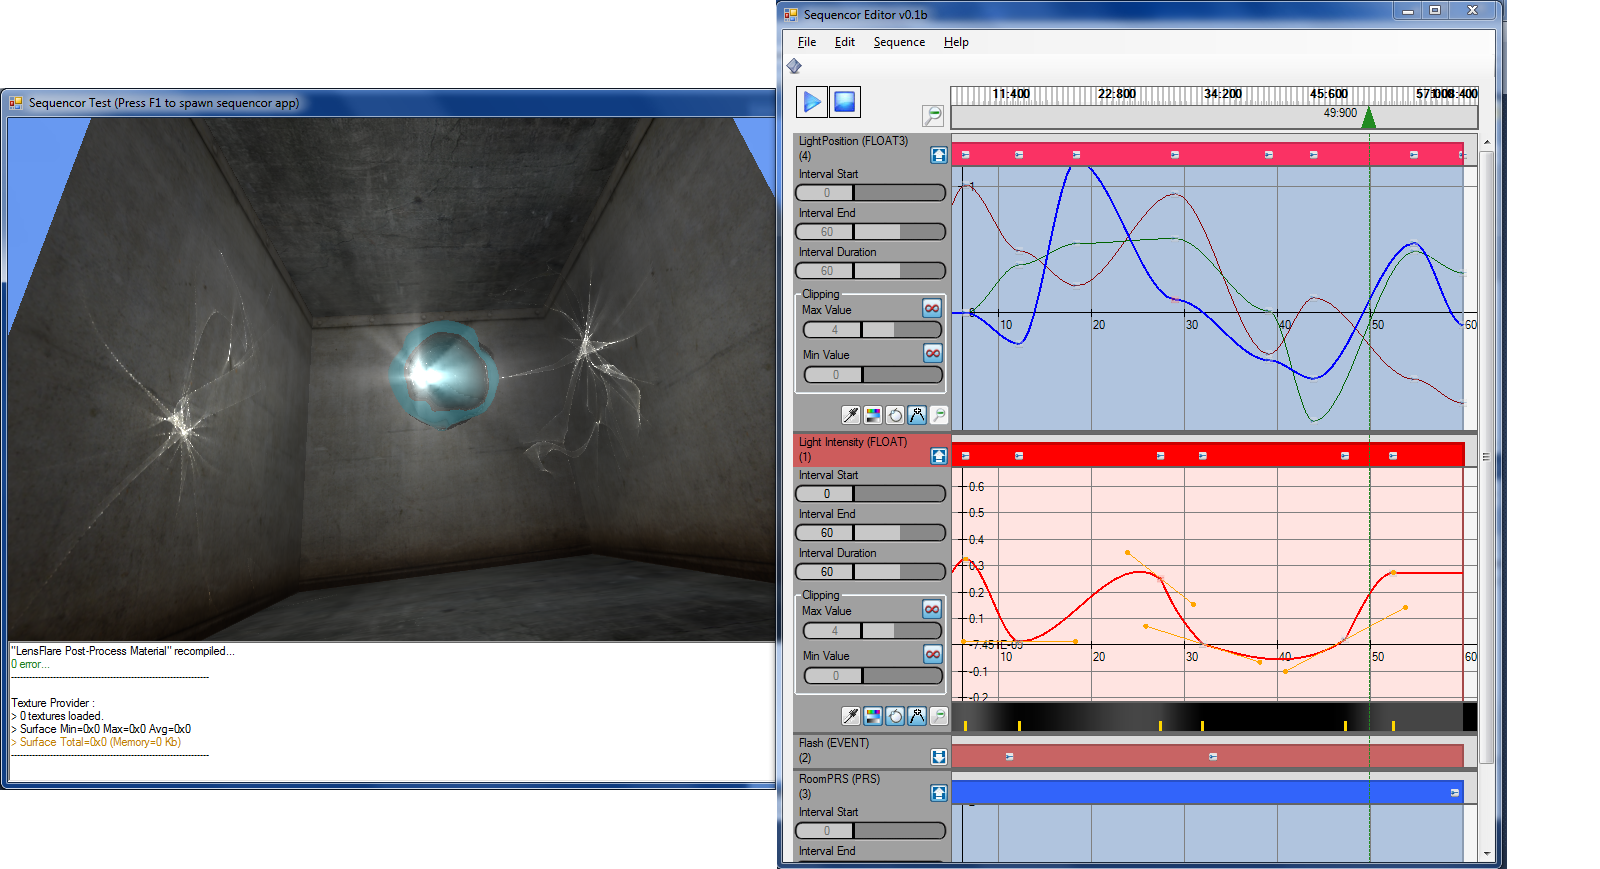 Sequencor Test (Press F1 to spawn sequencor app)
"LensFlare Post-Process Material" recompiled...
0 error...
Texture Provider :
> 0 textures loaded.
> Surface Min=0x0 Max=0x0 Avg=0x0
> Surface Total=0x0 (Memory=0 Kb)
Sequencor Editor v0.1b
File Edit Sequence Help
11:400 22:800 34:200 45:600
49:900
LightPosition (FLOAT3)
(4)
Interval Start
0
Interval End
60
Interval Duration
60
Clipping
Max Value
4
Min Value
0
1
0
10 20 30 40 50 60
Light Intensity (FLOAT)
(1)
Interval Start
0
Interval End
60
Interval Duration
60
Clipping
Max Value
4
Min Value
0
0.6
0.5
0.4
0.3
0.2
0.1
-7.451E-09
-0.1
-0.2
10 20 30 40 50 60
Flash (EVENT)
(2)
RoomPRS (PRS)
(3)
Interval Start
0
Interval End